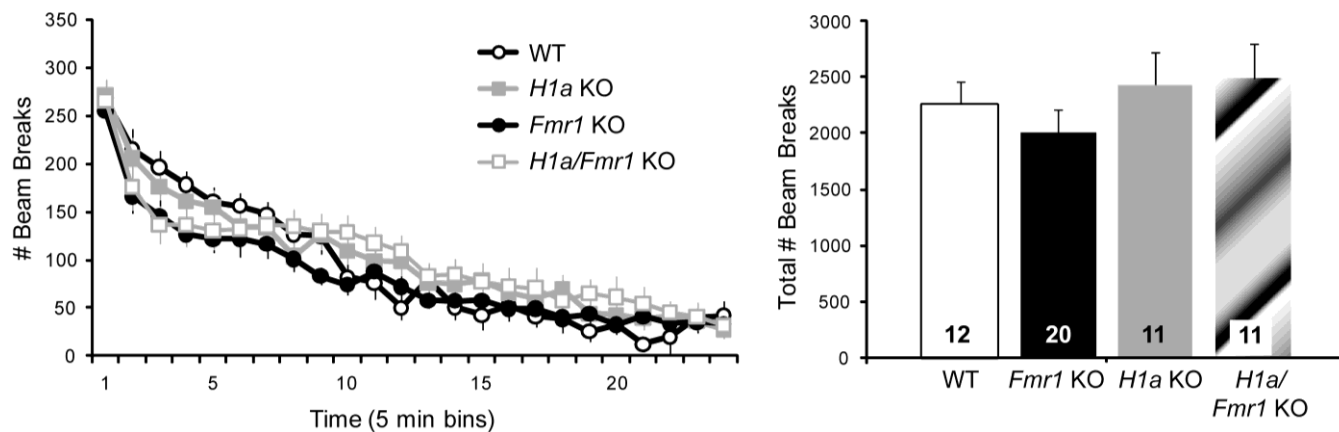 350
300
250
200
150
100
50
0
# Beam Breaks
1 5 10 15 20
Time (5 min bins)
WT
H1a KO
Fmr1 KO
H1a/Fmr1 KO
3000
2500
2000
1500
1000
500
0
Total # Beam Breaks
12 20 11 11
WT Fmr1 KO H1a KO H1a/
Fmr1 KO